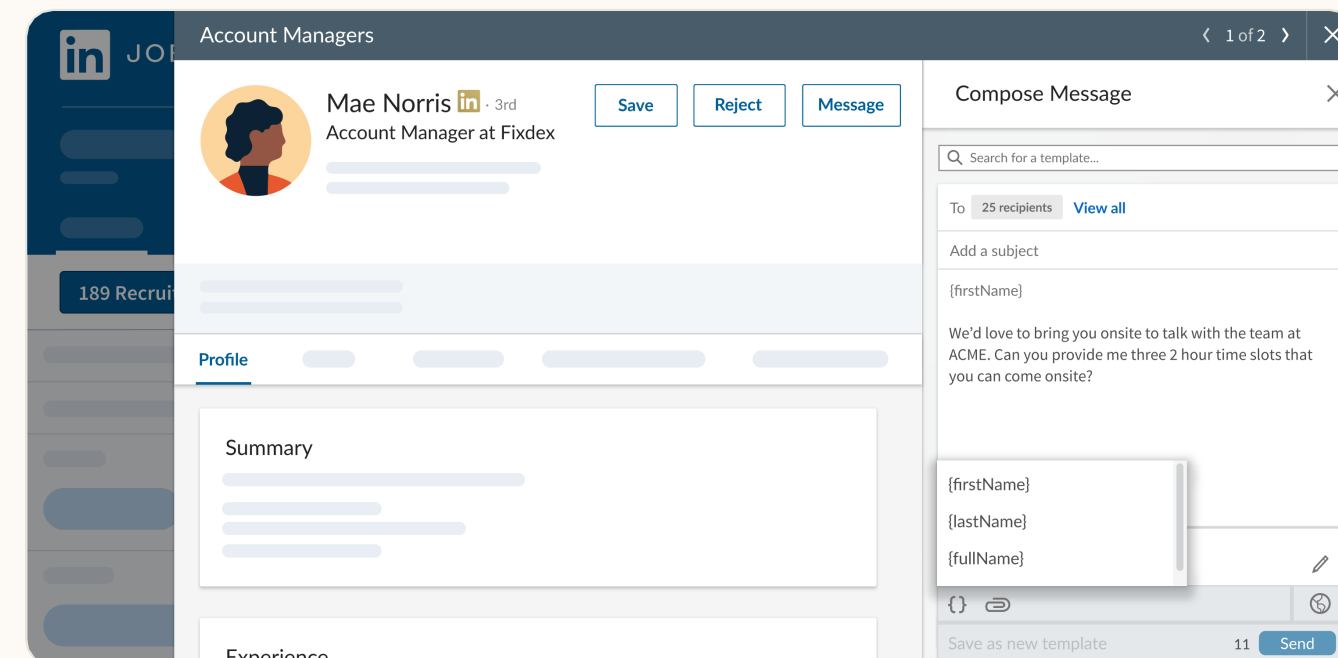 in JOB
Account Managers
1 of 2
Mae Norris in · 3rd
Account Manager at Fixdex
Save
Reject
Message
189 Recrui
Profile
Summary
Experience
Compose Message
Search for a template...
To 25 recipients View all
Add a subject
{firstName}
We’d love to bring you onsite to talk with the team at
ACME. Can you provide me three 2 hour time slots that
you can come onsite?
{firstName}
{lastName}
{fullName}
{}
Save as new template 11 Send